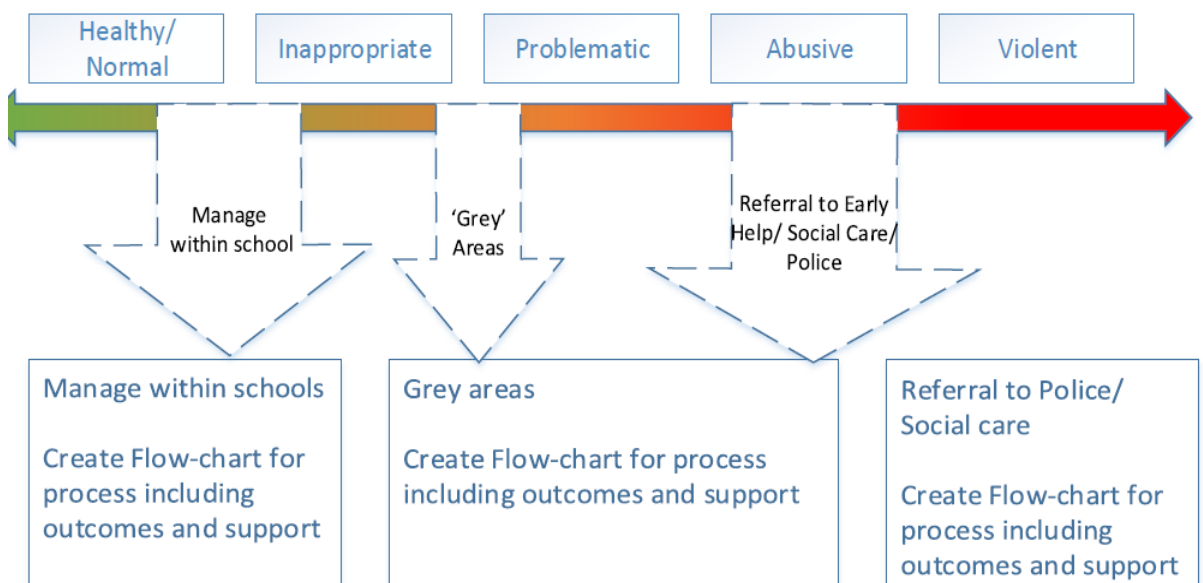 Healthy/
Normal
Inappropriate
Problematic
Abusive
Violent
Manage
within school
‘Grey’
Areas
Referral to Early
Help/ Social Care/
Police
Manage within schools
Create Flow-chart for
process including
outcomes and support
Grey areas
Create Flow-chart for process
including outcomes and support
Referral to Police/
Social care
Create Flow-chart for
process including
outcomes and support